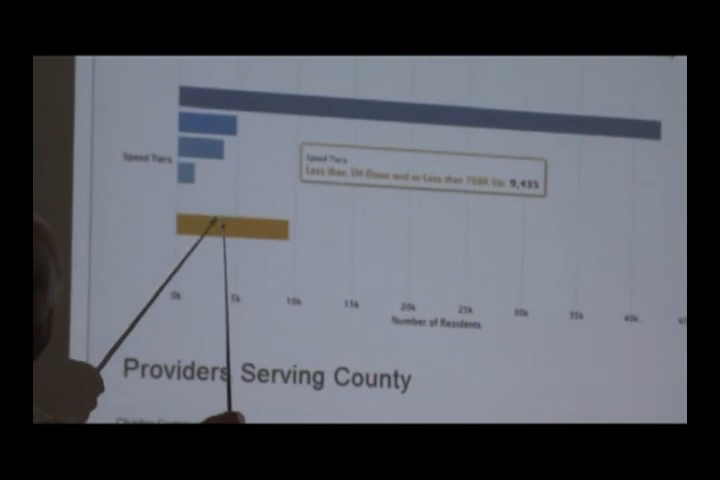 Speed Tiers
Less than 3M Down and or Less than 768K Up: 9,435
Speed Tiers
0k 5k 10k 15k 20k 25k 30k 35k 40k
Number of Residents
Providers Serving County